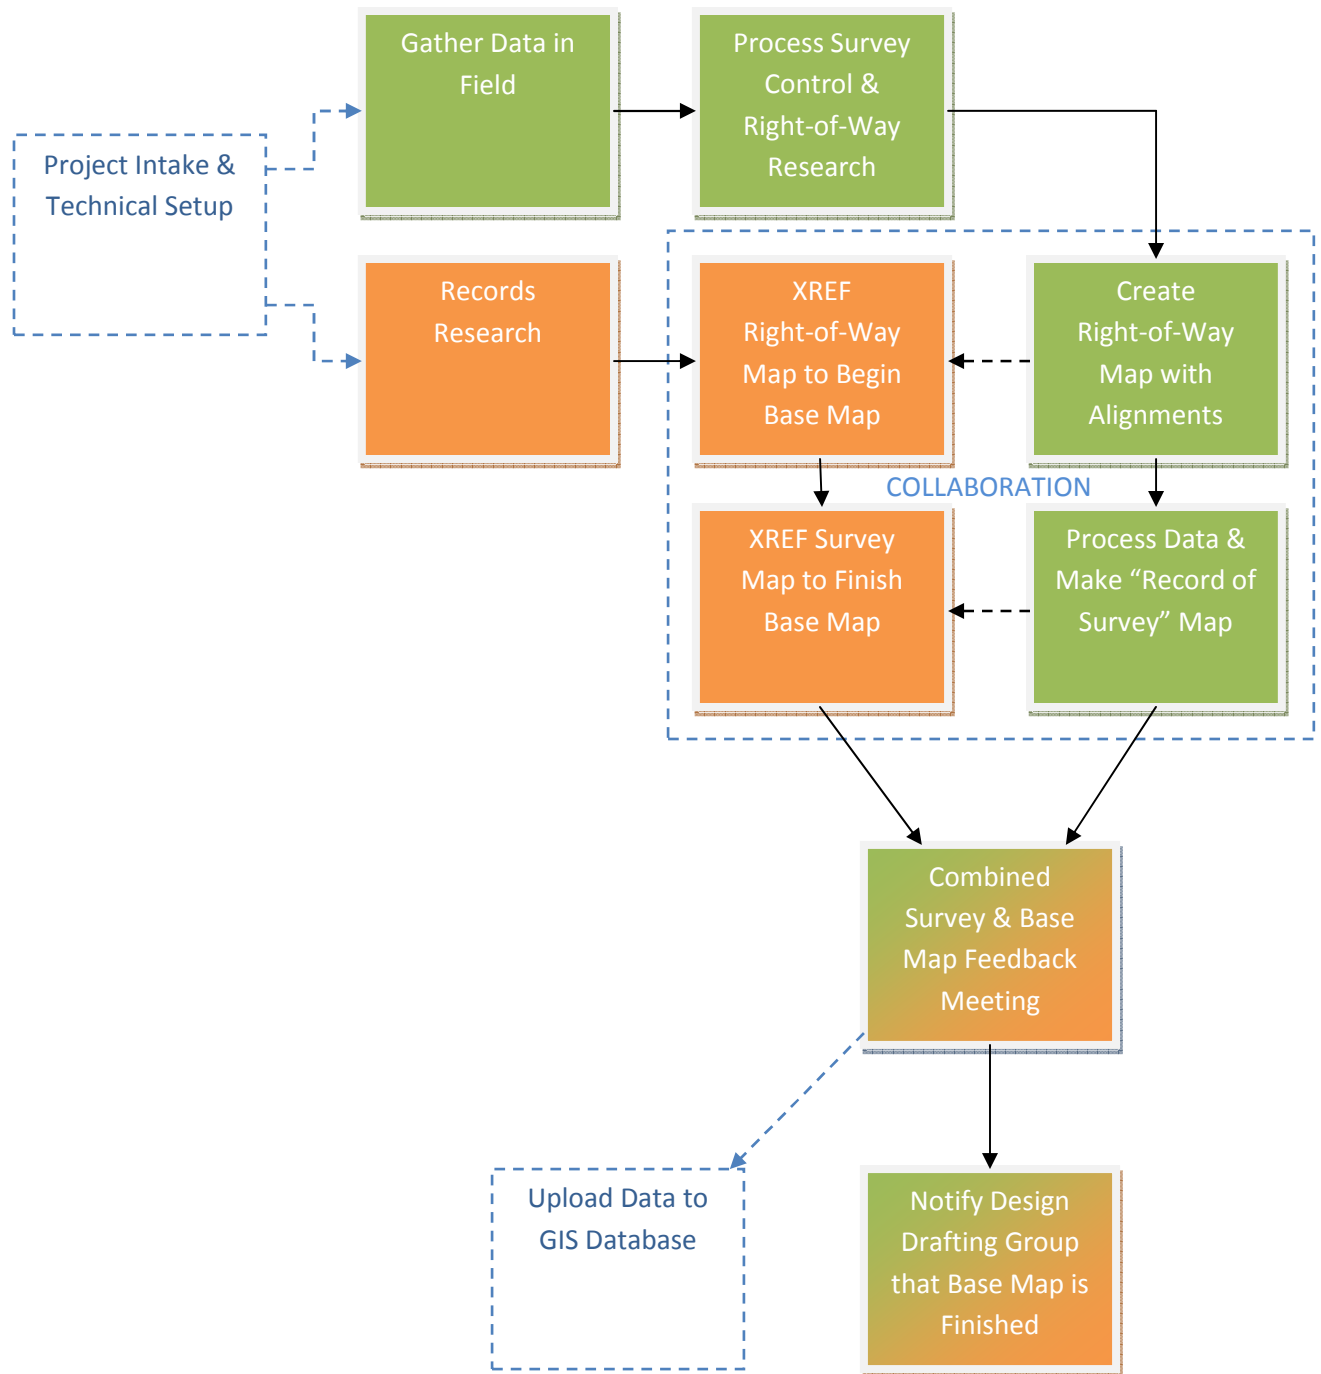 Gather Data in
Field
Process Survey
Control &
Right-of-Way
Research
Project Intake &
Technical Setup
Records
Research
XREF
Right-of-Way
Map to Begin
Base Map
Create
Right-of-Way
Map with
Alignments
COLLABORATION
XREF Survey
Map to Finish
Base Map
Process Data &
Make “Record of
Survey” Map
Combined
Survey & Base
Map Feedback
Meeting
Upload Data to
GIS Database
Notify Design
Drafting Group
that Base Map is
Finished